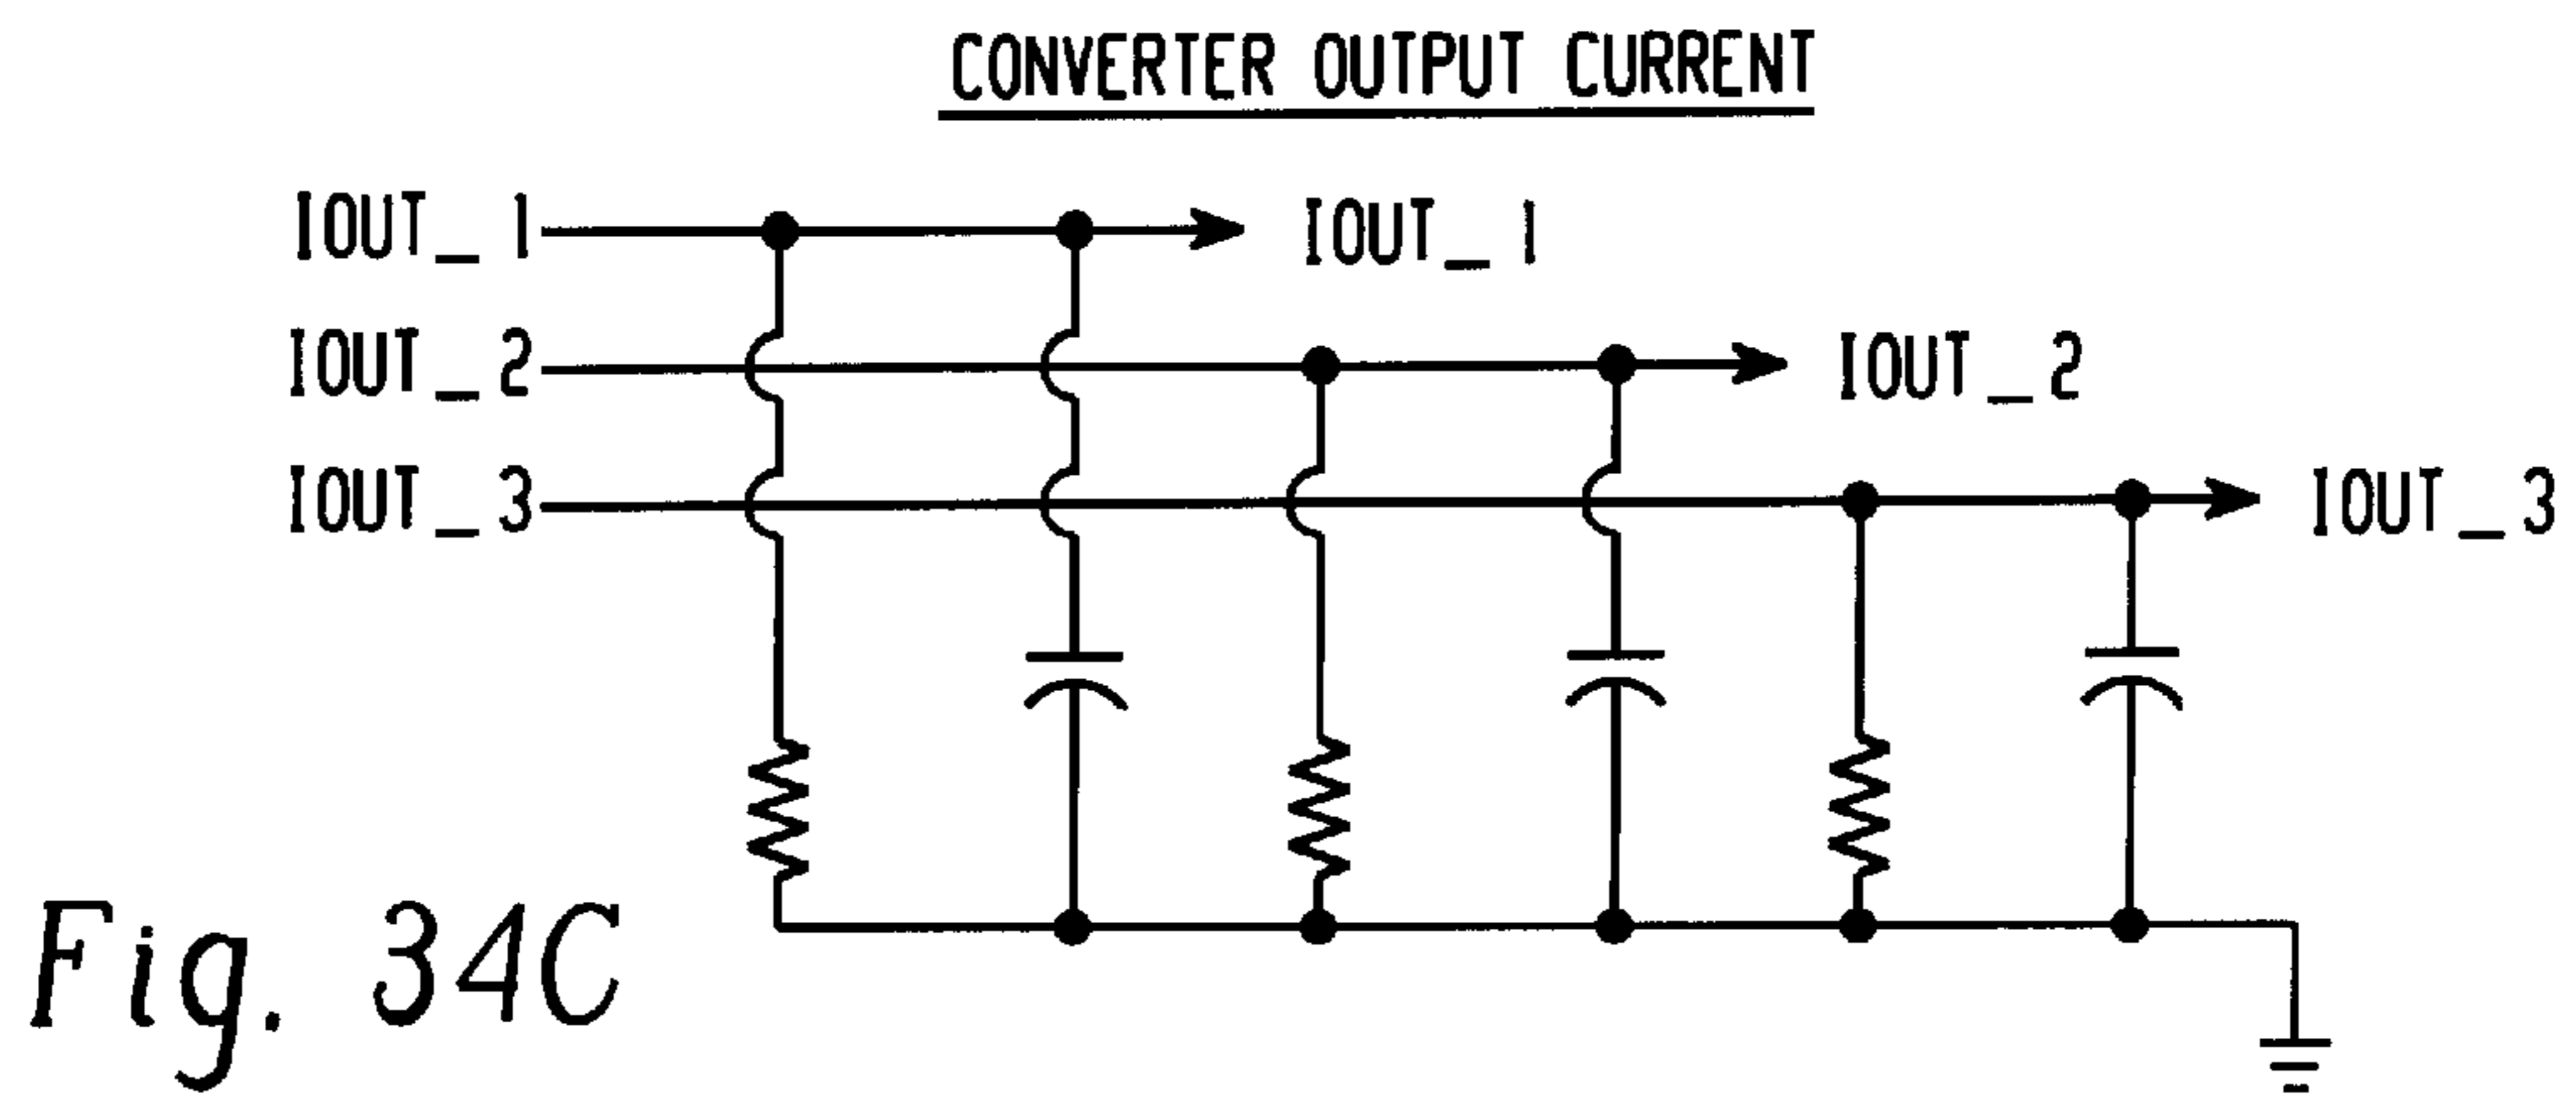 CONVERTER OUTPUT CURRENT
IOUT_1 IOUT_1
IOUT_2 IOUT_2
IOUT_3 IOUT_3
Fig. 34C